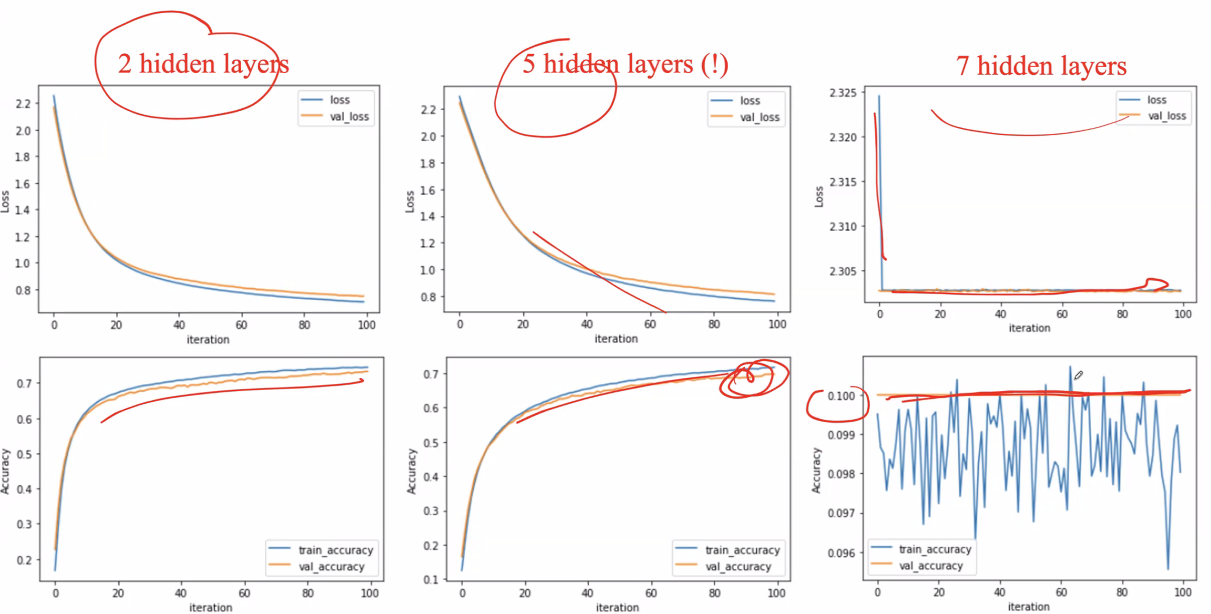 2 hidden layers
5 hidden layers (!)
7 hidden layers
2.2
2.0
1.8
1.6
1.4
1.2
1.0
0.8
Loss
loss
val_loss
0 20 40 60 80 100
iteration
2.2
2.0
1.8
1.6
1.4
1.2
1.0
0.8
Loss
loss
val_loss
0 20 40 60 80 100
iteration
2.325
2.320
2.315
2.310
2.305
Loss
loss
val_loss
0 20 40 60 80 100
iteration
0.7
0.6
0.5
0.4
0.3
0.2
Accuracy
train_accuracy
val_accuracy
0 20 40 60 80 100
iteration
0.7
0.6
0.5
0.4
0.3
0.2
0.1
Accuracy
train_accuracy
val_accuracy
0 20 40 60 80 100
iteration
0.100
0.099
0.098
0.097
0.096
Accuracy
train_accuracy
val_accuracy
0 20 40 60 80 100
iteration